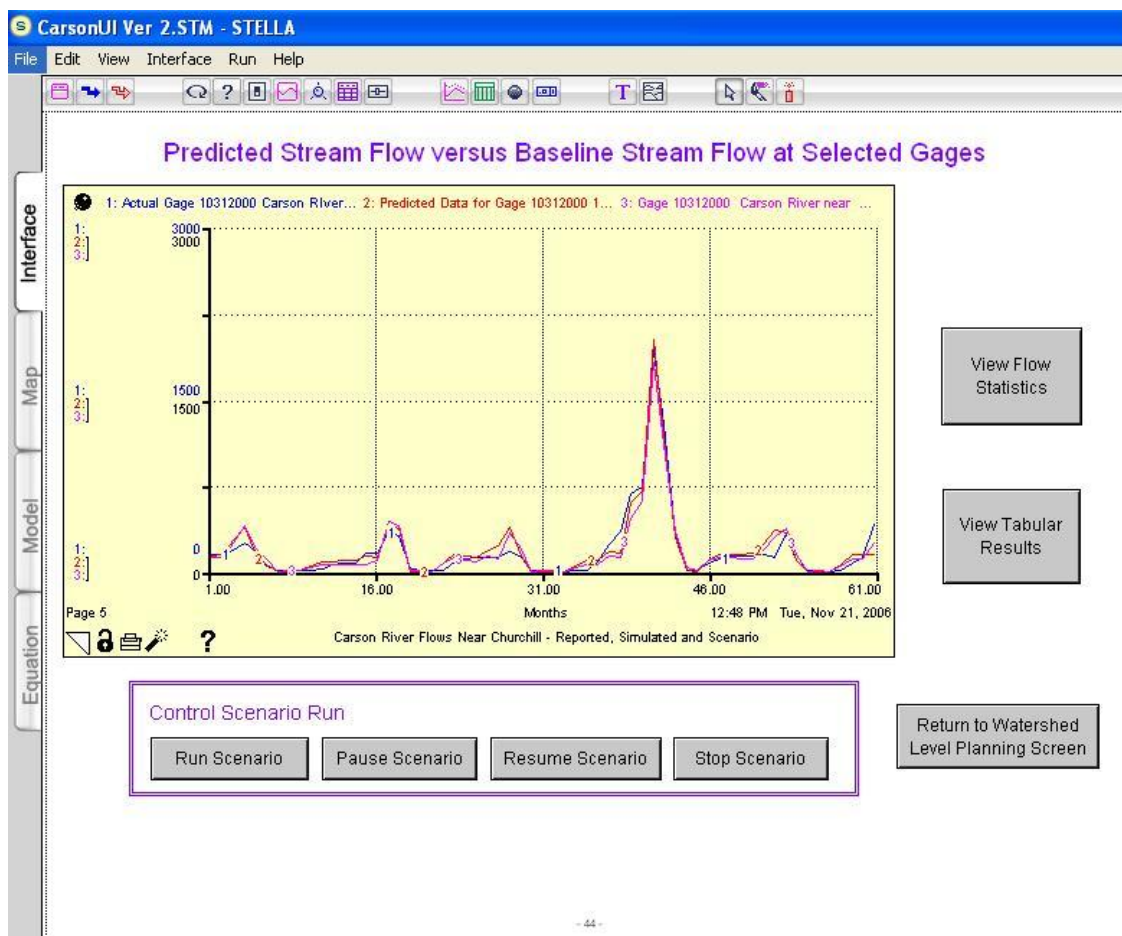 CarsonUI Ver 2.STM - STELLA
File Edit View Interface Run Help
Interface
Map
Model
Equation
Predicted Stream Flow versus Baseline Stream Flow at Selected Gages
1: Actual Gage 10312000 Carson RIver... 2: Predicted Data for Gage 10312000 1... 3: Gage 10312000 Carson River near ...
1: 3000
2: 3000
3:
1: 1500
2: 1500
3:
1: 0
2:
3: 0
1.00 16.00 31.00 46.00 61.00
Page 5 Months 12:48 PM Tue, Nov 21, 2006
? Carson River Flows Near Churchill - Reported, Simulated and Scenario
View Flow
Statistics
View Tabular
Results
Control Scenario Run
Run Scenario Pause Scenario Resume Scenario Stop Scenario
Return to Watershed
Level Planning Screen
- 44 -